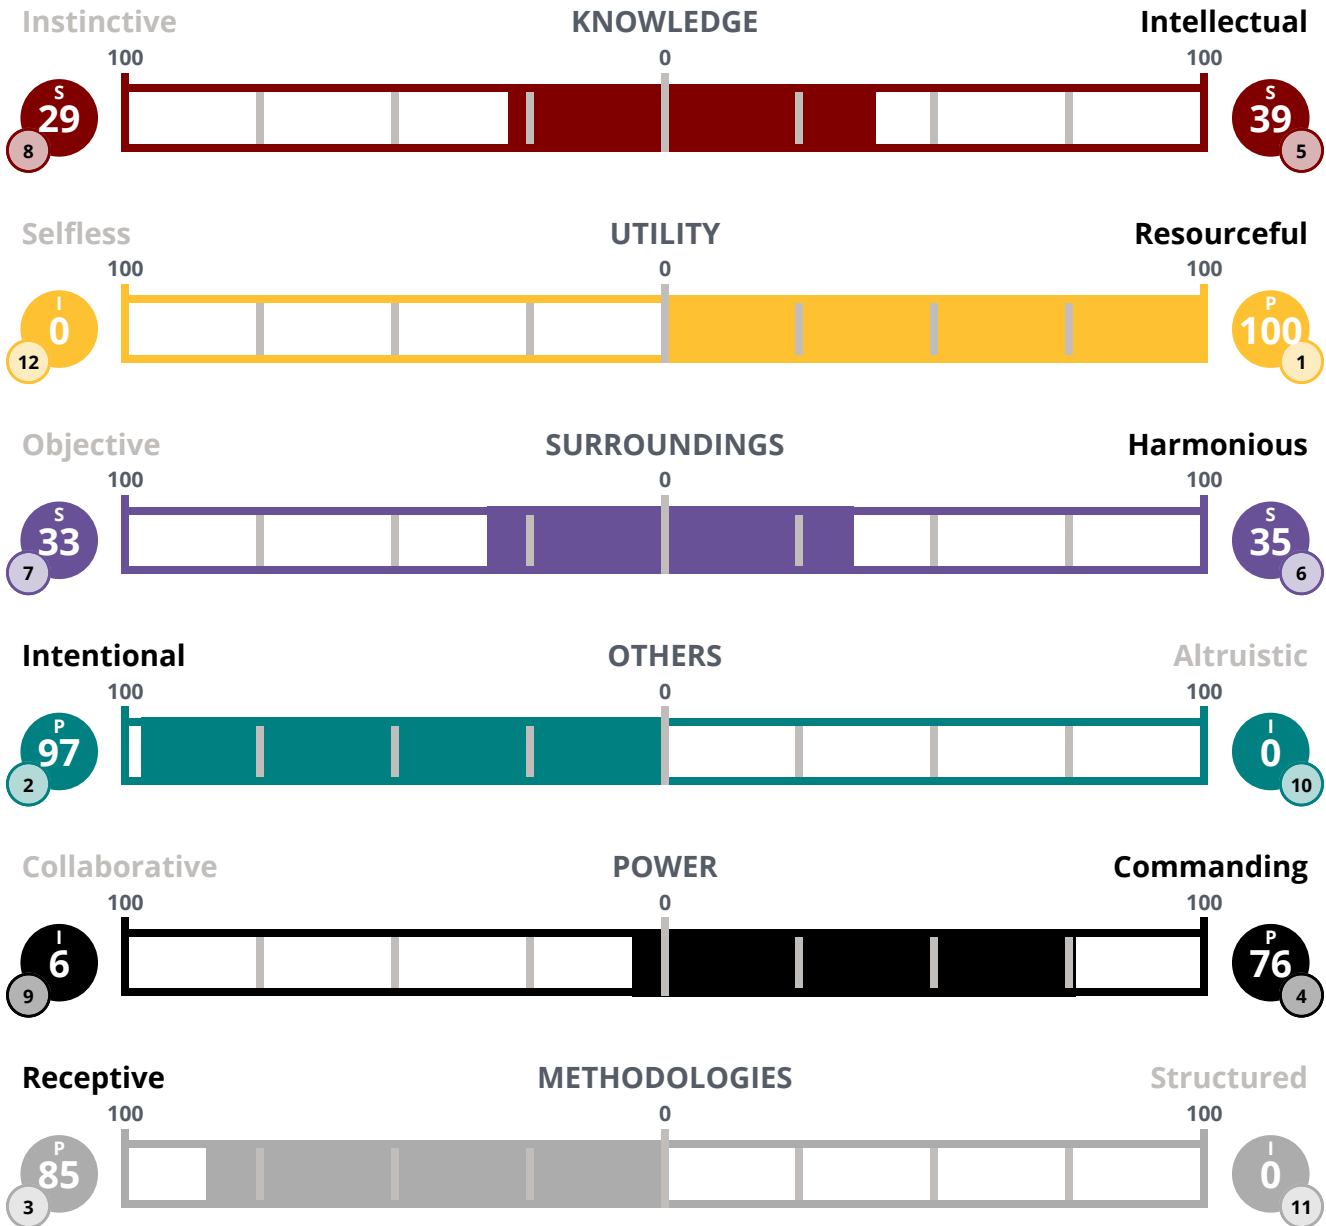 Instinctive KNOWLEDGE Intellectual
100 0 100
S S
29 39
8 5
Selfless UTILITY Resourceful
100 0 100
I P
0 100
12 1
Objective SURROUNDINGS Harmonious
100 0 100
S S
33 35
7 6
Intentional OTHERS Altruistic
100 0 100
P I
97 0
2 10
Collaborative POWER Commanding
100 0 100
I P
6 76
9 4
Receptive METHODOLOGIES Structured
100 0 100
P I
85 0
3 11